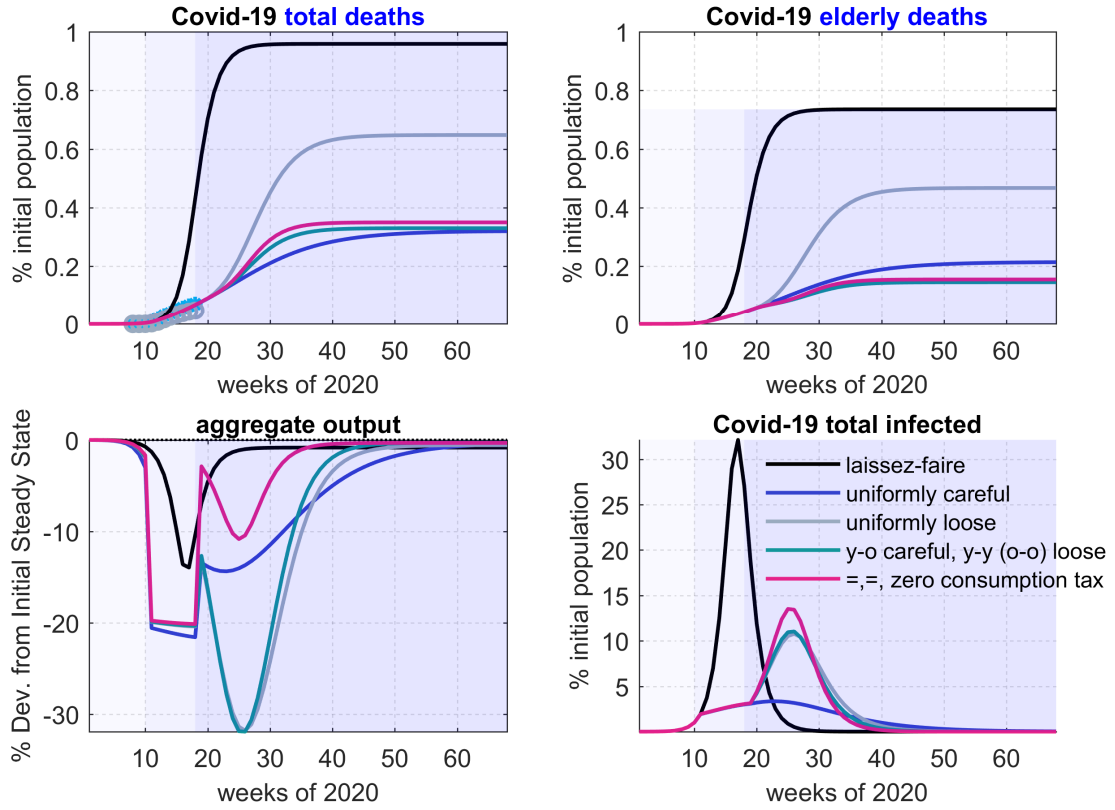 Covid-19 total deaths
% initial population
1
0.8
0.6
0.4
0.2
0
10 20 30 40 50 60
weeks of 2020
Covid-19 elderly deaths
% initial population
1
0.8
0.6
0.4
0.2
0
10 20 30 40 50 60
weeks of 2020
aggregate output
% Dev. from Initial Steady State
0
-10
-20
-30
10 20 30 40 50 60
weeks of 2020
Covid-19 total infected
% initial population
30
25
20
15
10
5
laissez-faire
uniformly careful
uniformly loose
y-o careful, y-y (o-o) loose
=,=, zero consumption tax
10 20 30 40 50 60
weeks of 2020